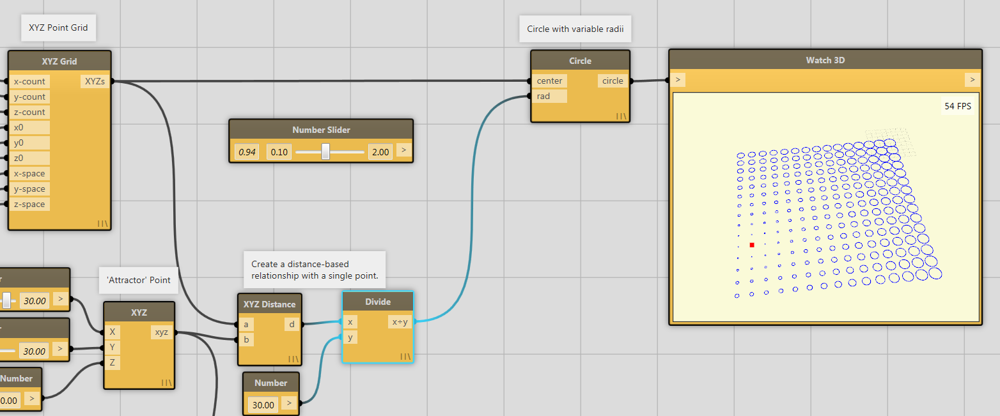 XYZ Point Grid
XYZ Grid
x-count XYZs
y-count
z-count
x0
y0
z0
x-space
y-space
z-space
Number Slider
0.94 0.10 2.00 >
Circle with variable radii
Circle
center circle
rad
Watch 3D
> >
54 FPS
r
30.00 >
30.00 >
Number
0.00 >
'Attractor' Point
XYZ
X xyz
Y
Z
Create a distance-based
relationship with a single point.
XYZ Distance
a d
b
Divide
x x÷y
y
Number
30.00 >